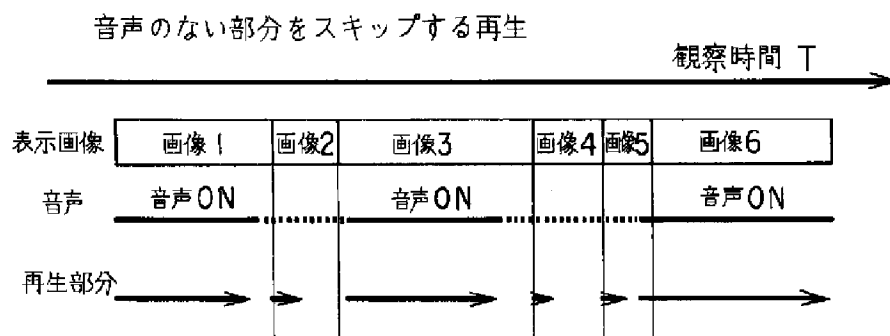 音声のない部分をスキップする再生
観察時間 T
表示画像 画像1 画像2 画像3 画像4 画像5 画像6
音声 音声ON 音声ON 音声ON
再生部分